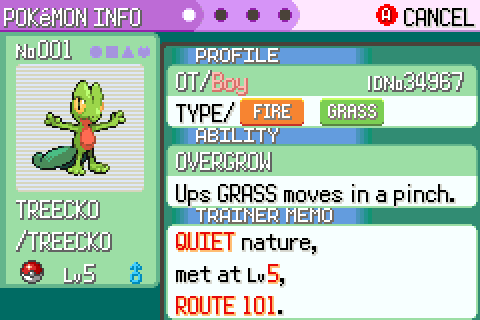 POKéMON INFO
A CANCEL
No001
PROFILE
OT/Boy IDNo34967
TYPE/ FIRE GRASS
ABILITY
OVERGROW
Ups GRASS moves in a pinch.
TREECKO
/TREECKO
Lv5 ♂
TRAINER MEMO
QUIET nature,
met at Lv5,
ROUTE 101.